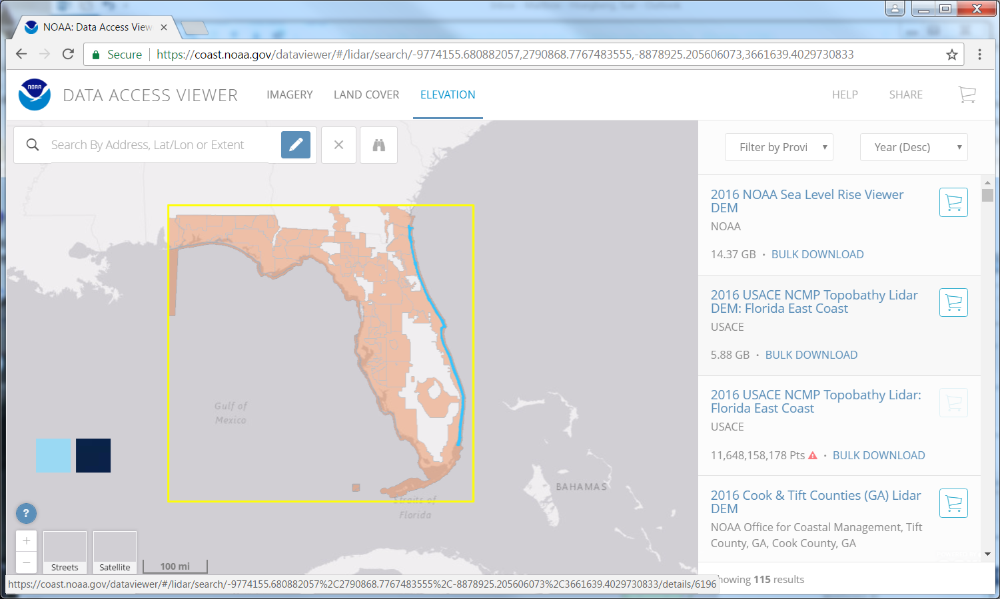 NOAA: Data Access View
Secure
https://coast.noaa.gov/dataviewer/#/lidar/search/-9774155.680882057,2790868.7767483555,-8878925.205606073,3661639.4029730833
NOAA
DATA ACCESS VIEWER
IMAGERY
LAND COVER
ELEVATION
HELP
SHARE
Search By Address, Lat/Lon or Extent
Filter by Provi
Year (Desc)
2016 NOAA Sea Level Rise Viewer
DEM
NOAA
14.37 GB • BULK DOWNLOAD
2016 USACE NCMP Topobathy Lidar
DEM: Florida East Coast
USACE
5.88 GB • BULK DOWNLOAD
2016 USACE NCMP Topobathy Lidar:
Florida East Coast
USACE
11,648,158,178 Pts • BULK DOWNLOAD
2016 Cook & Tift Counties (GA) Lidar
DEM
NOAA Office for Coastal Management, Tift
County, GA, Cook County, GA
howing 115 results
Gulf of
Mexico
BAHAMAS
Straits of
Florida
?
+
−
Streets
Satellite
100 mi
https://coast.noaa.gov/dataviewer/#/lidar/search/-9774155.680882057%2C2790868.7767483555%2C-8878925.205606073%2C3661639.4029730833/details/6196